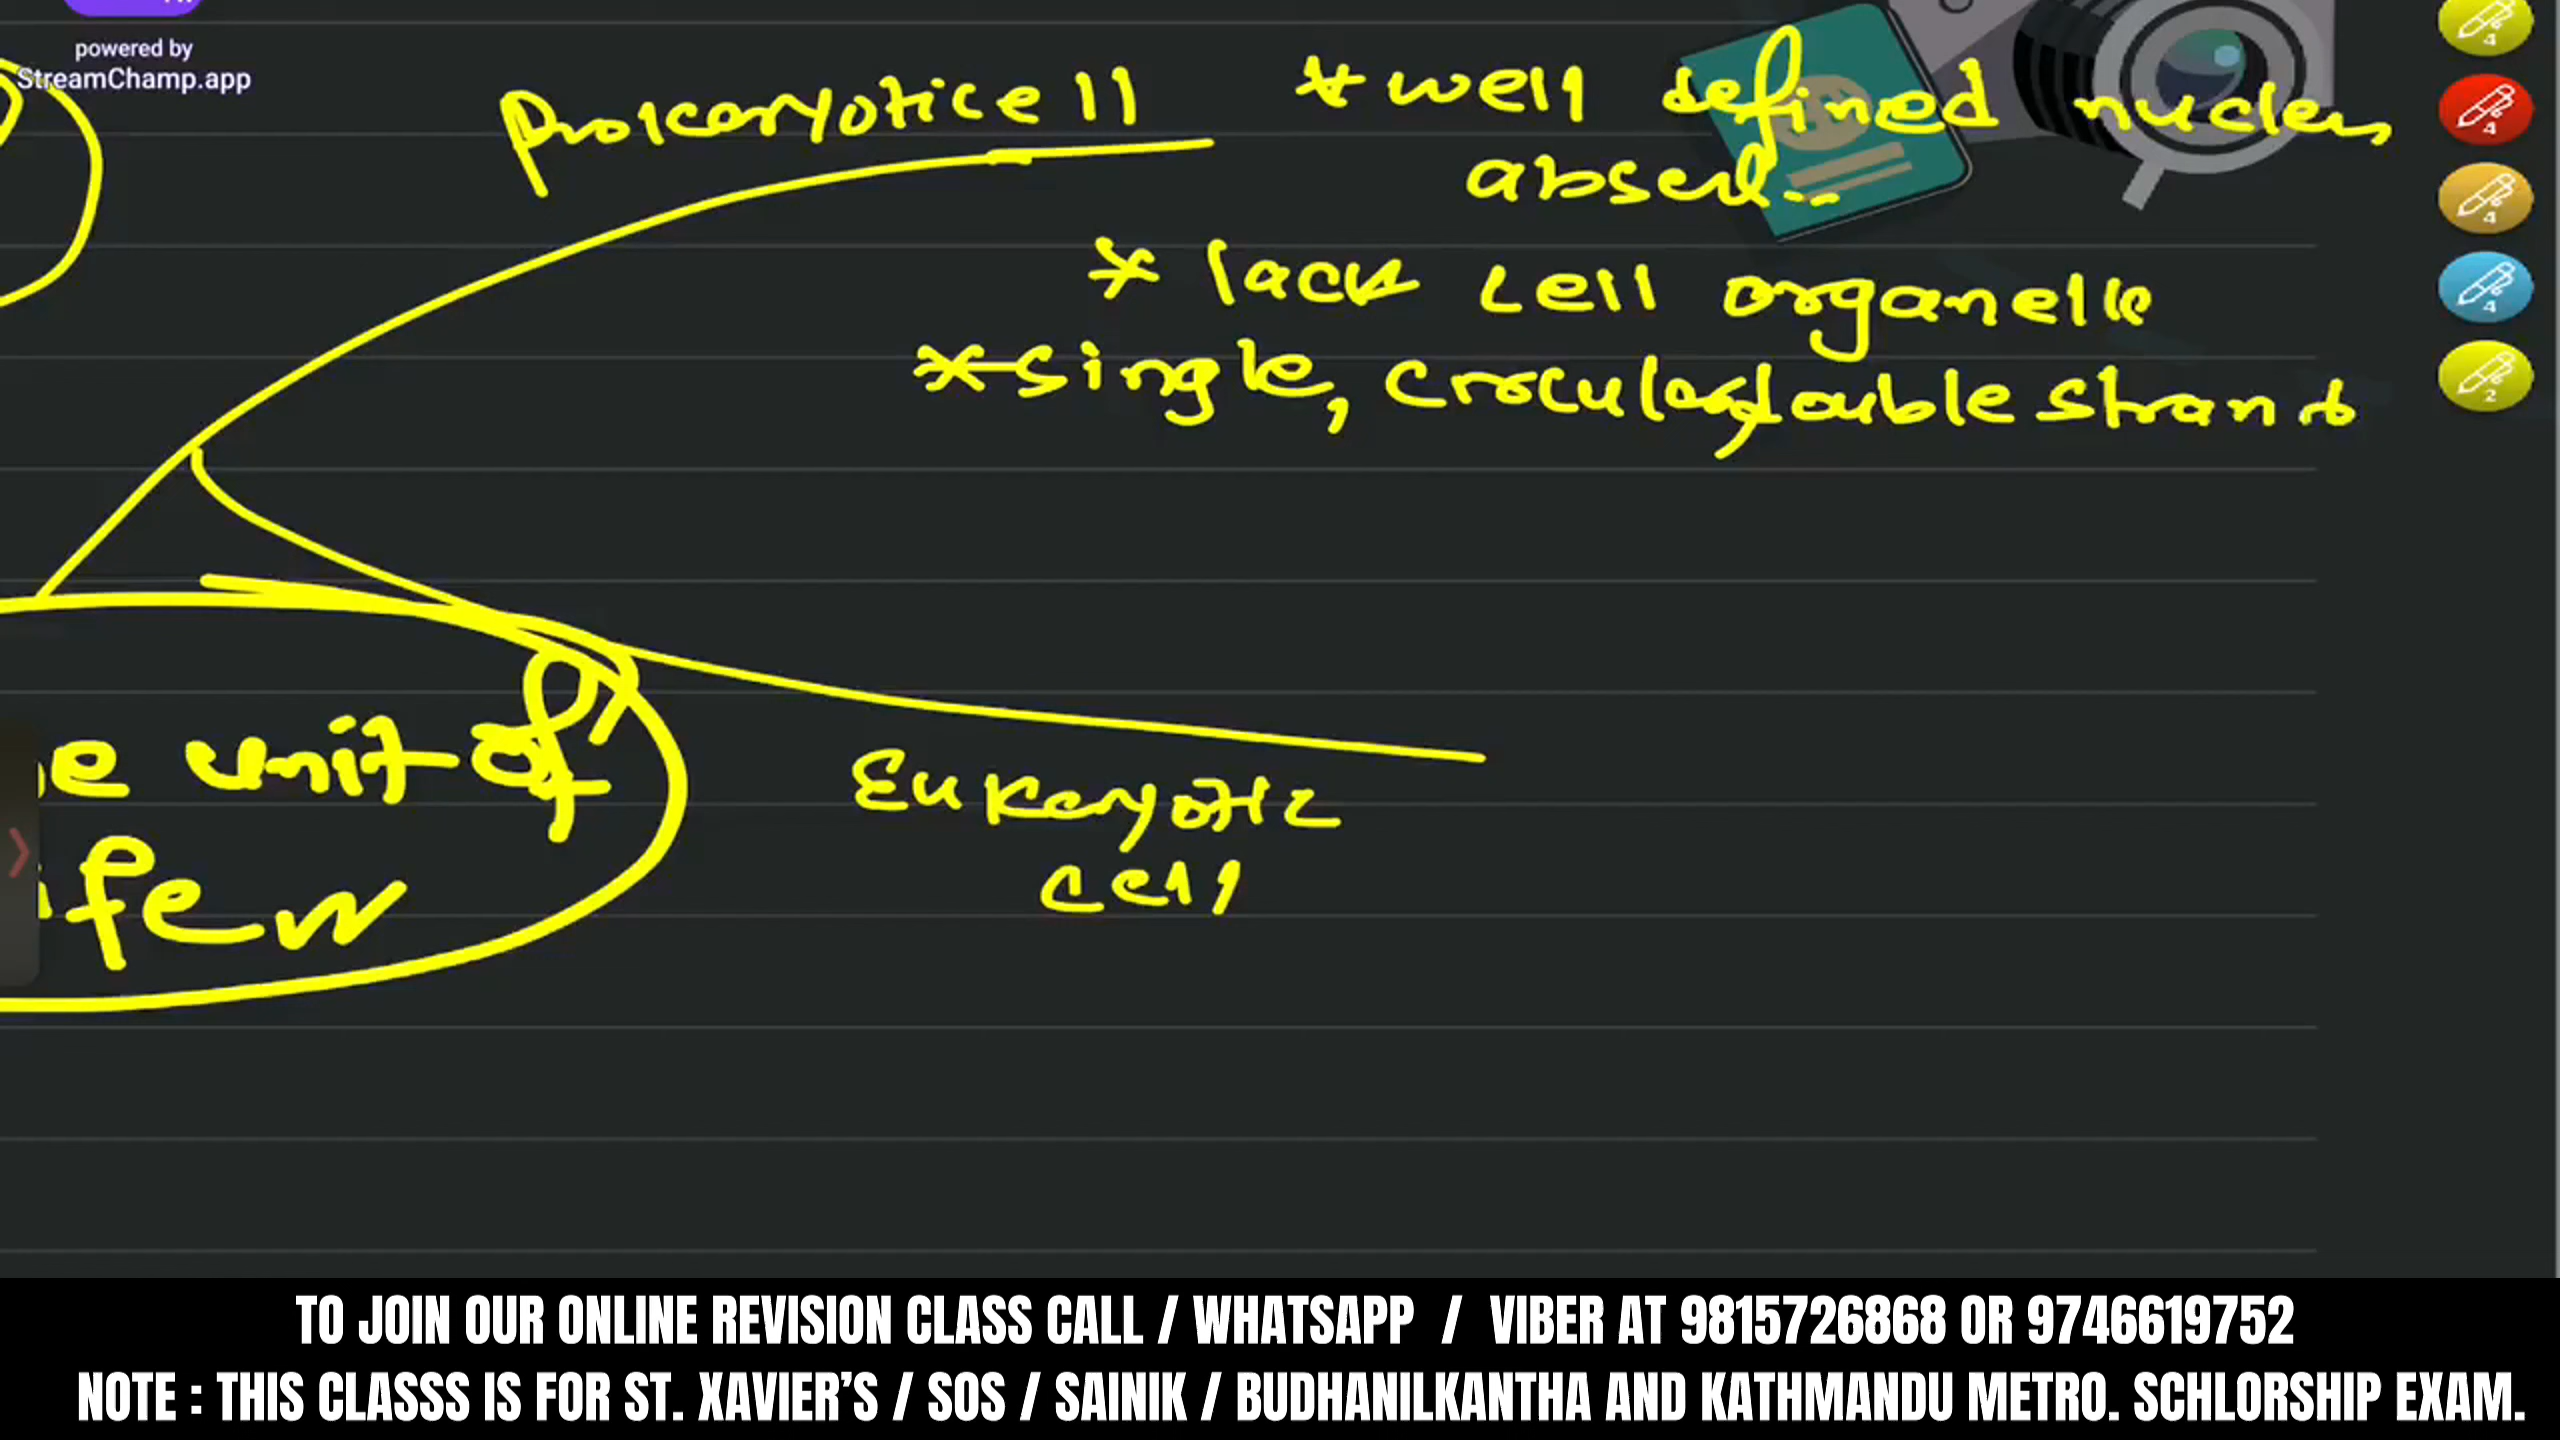 powered by
StreamChamp.app
Prokaryotic cell
* well defined nucleus
absent
* lack cell organelle
* single, circular, double strand
e unit of
ife
Eukaryotic
cell
TO JOIN OUR ONLINE REVISION CLASS CALL / WHATSAPP / VIBER AT 9815726868 OR 9746619752
NOTE : THIS CLASSS IS FOR ST. XAVIER'S / SOS / SAINIK / BUDHANILKANTHA AND KATHMANDU METRO. SCHLORSHIP EXAM.